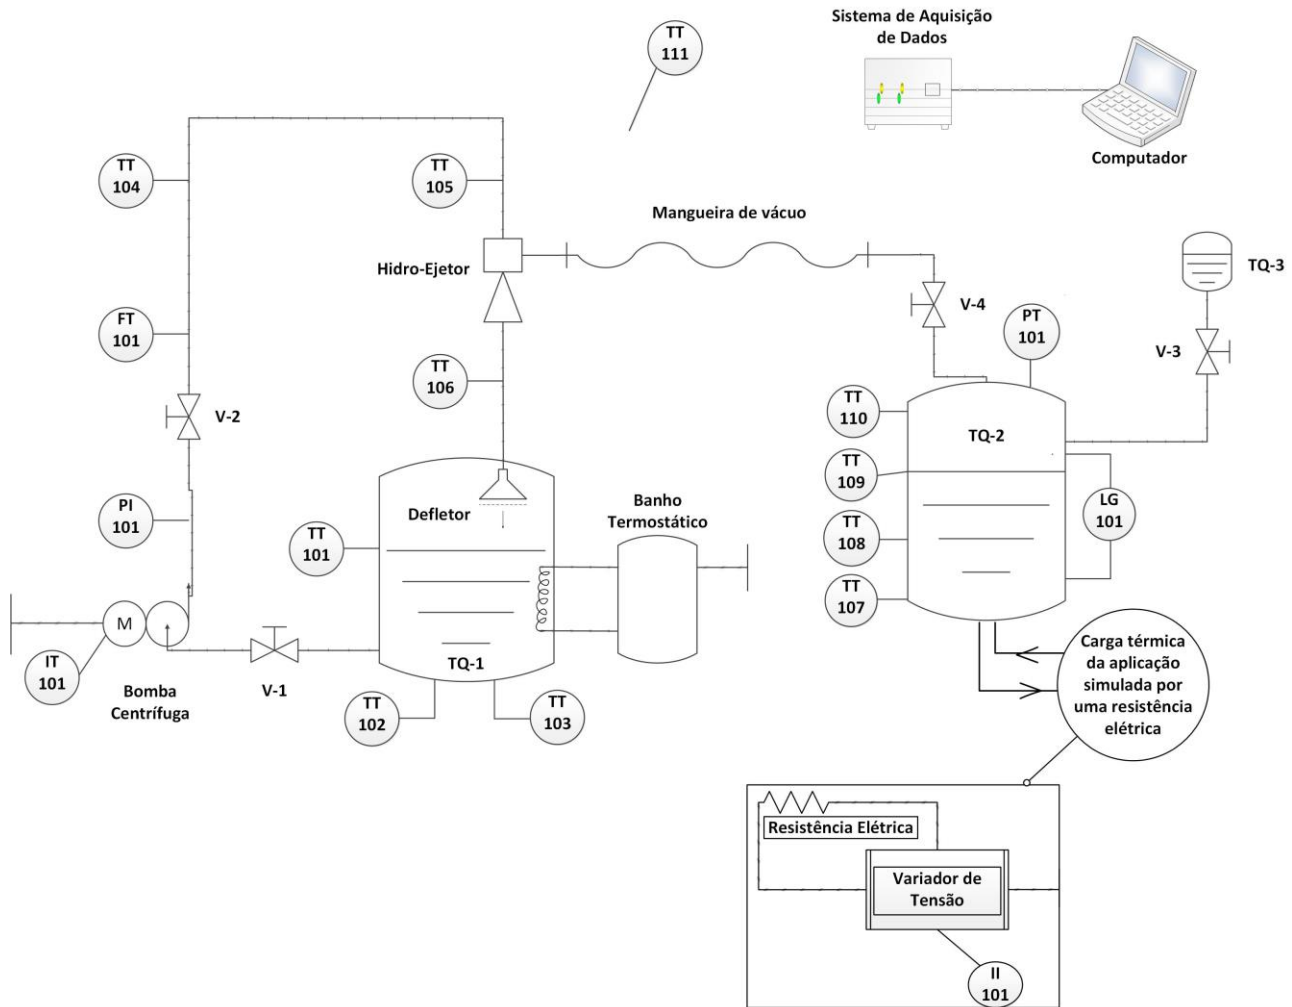 TT
111
Sistema de Aquisição
de Dados
Computador
TT
104
TT
105
Mangueira de vácuo
Hidro-Ejetor
TQ-3
V-4
PT
101
V-3
FT
101
TT
106
V-2
TT
110
TQ-2
TT
109
LG
101
PI
101
Defletor
Banho
Termostático
TT
101
TT
108
TT
107
M
IT
101
Bomba
Centrífuga
V-1
TQ-1
TT
102
TT
103
Carga térmica
da aplicação
simulada por
uma resistência
elétrica
Resistência Elétrica
Variador de
Tensão
II
101